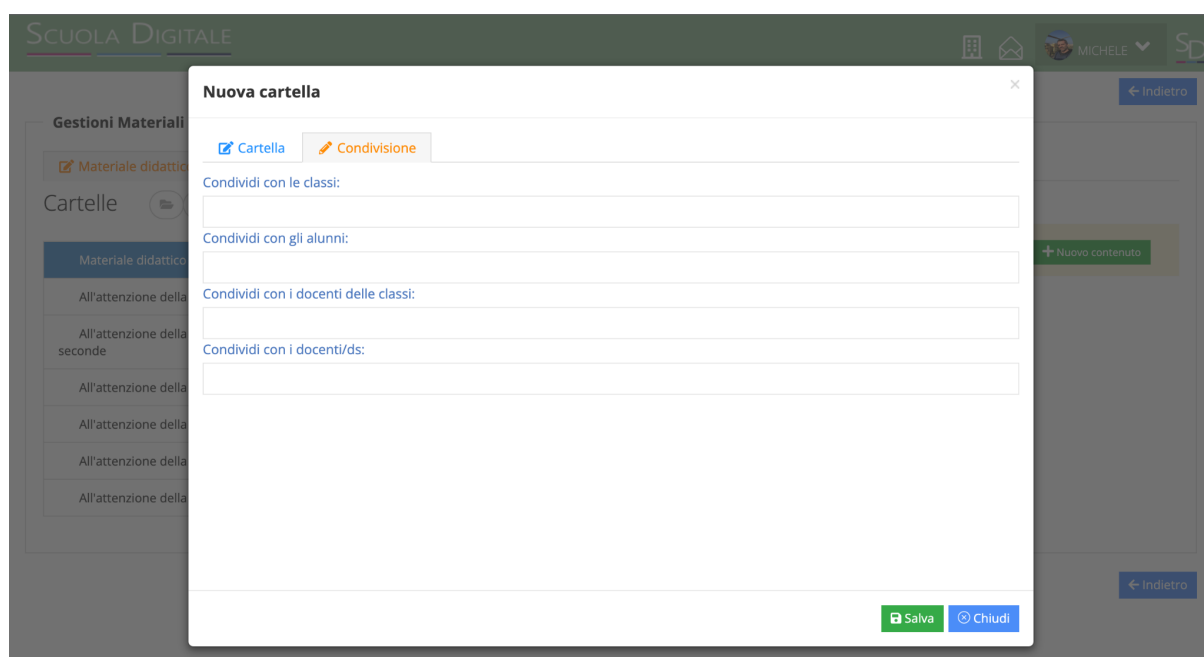 SCUOLA DIGITALE
MICHELE
SD
Indietro
Nuova cartella
×
Gestioni Materiali
Cartella
Condivisione
Materiale didattico
Condividi con le classi:
Cartelle
Condividi con gli alunni:
Materiale didattico
Nuovo contenuto
All'attenzione della
Condividi con i docenti delle classi:
All'attenzione della
seconde
Condividi con i docenti/ds:
All'attenzione della
All'attenzione della
All'attenzione della
All'attenzione della
Indietro
Salva
Chiudi